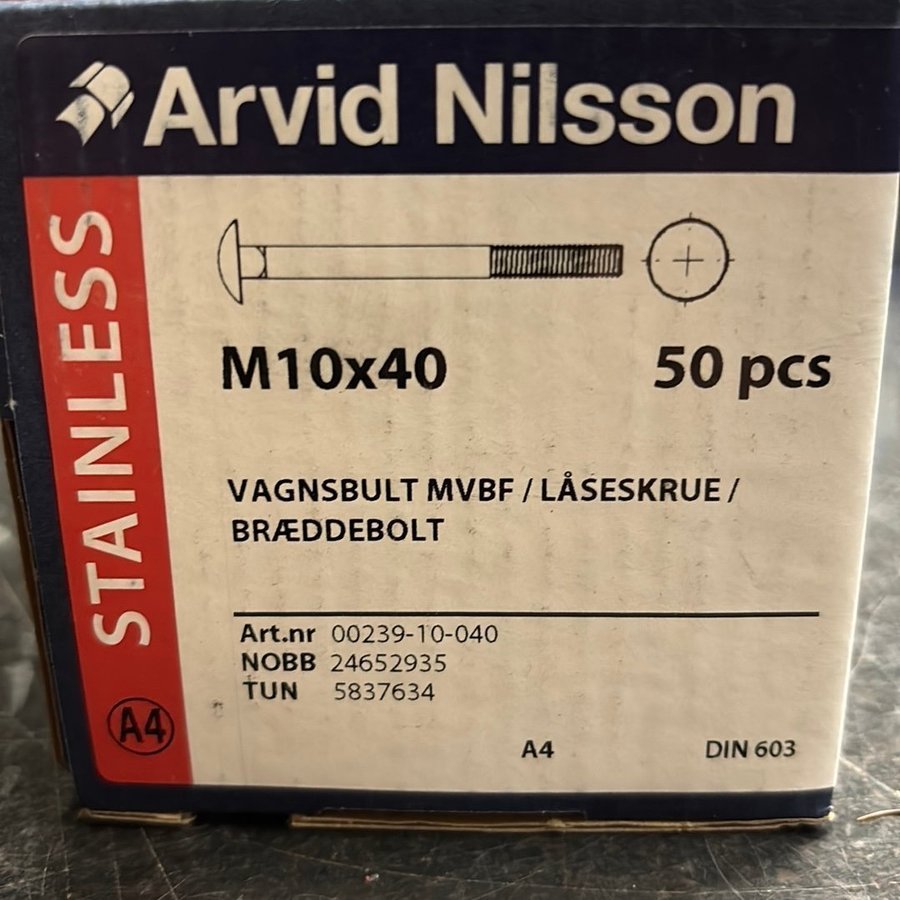 Arvid Nilsson
STAINLESS
A4
M10x40
50 pcs
VAGNSBULT MVBF / LÅSESKRUE /
BRÆDDEBOLT
Art.nr 00239-10-040
NOBB 24652935
TUN 5837634
A4
DIN 603